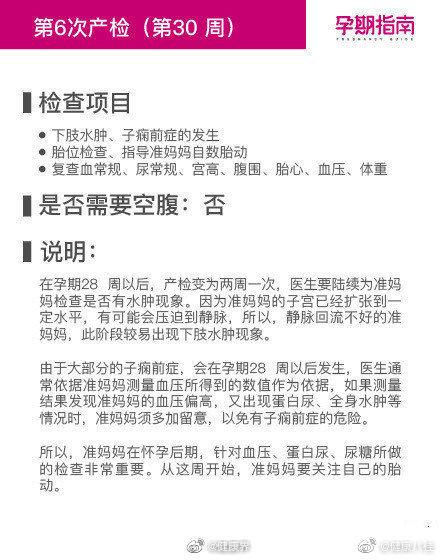 第6次产检（第30 周）
孕期指南
PREGNANCY GUIDE
检查项目
● 下肢水肿、子痫前症的发生
● 胎位检查、指导准妈妈自数胎动
● 复查血常规、尿常规、宫高、腹围、胎心、血压、体重
是否需要空腹：否
说明：
在孕期28 周以后，产检变为两周一次，医生要陆续为准妈
妈检查是否有水肿现象。因为准妈妈的子宫已经扩张到一
定水平，有可能会压迫到静脉，所以，静脉回流不好的准
妈妈，此阶段较易出现下肢水肿现象。
由于大部分的子痫前症，会在孕期28 周以后发生，医生通
常依据准妈妈测量血压所得到的数值作为依据，如果测量
结果发现准妈妈的血压偏高，又出现蛋白尿、全身水肿等
情况时，准妈妈须多加留意，以免有子痫前症的危险。
所以，准妈妈在怀孕后期，针对血压、蛋白尿、尿糖所做
的检查非常重要。从这周开始，准妈妈要关注自己的胎
动。
@健康界